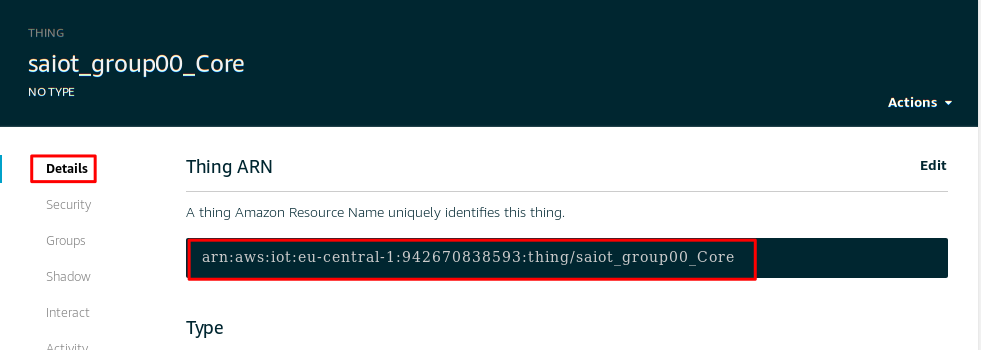 THING
saiot_group00_Core
NO TYPE
Actions
Details
Security
Groups
Shadow
Interact
Activity
Thing ARN
Edit
A thing Amazon Resource Name uniquely identifies this thing.
arn:aws:iot:eu-central-1:942670838593:thing/saiot_group00_Core
Type